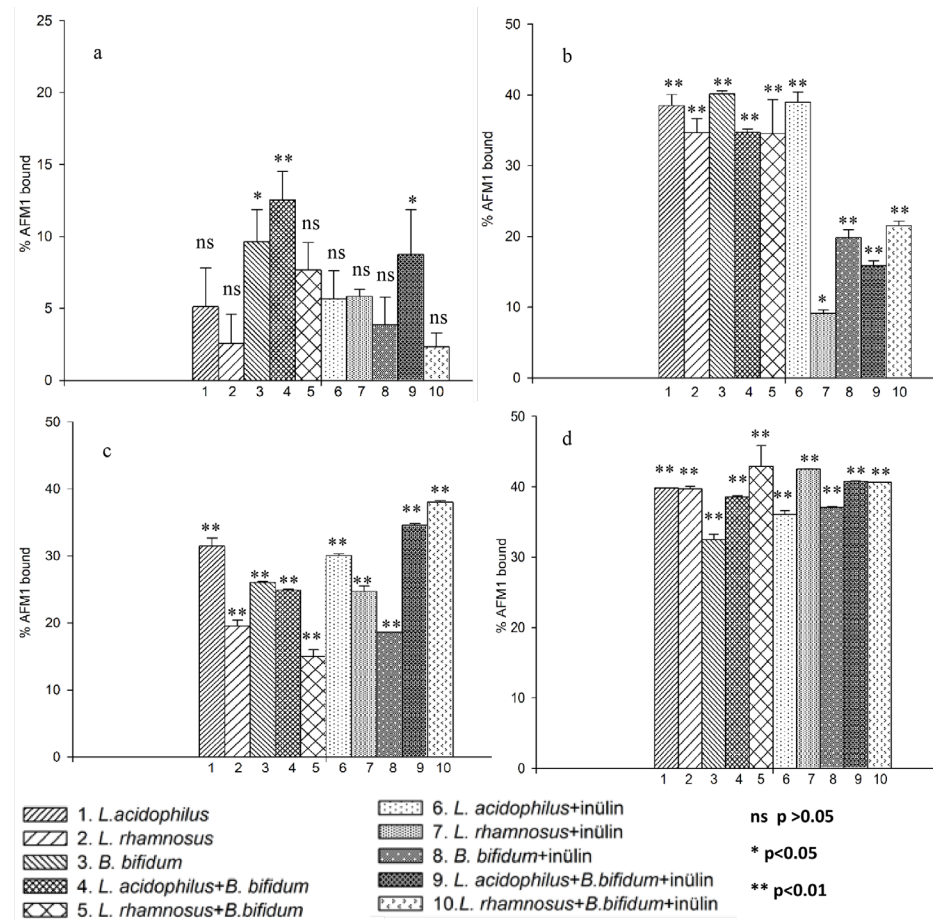 a
25
20
15
10
5
0
% AFM1 bound
ns
ns
*
**
ns
ns
ns
ns
*
ns
1 2 3 4 5 6 7 8 9 10
b
50
40
30
20
10
0
% AFM1 bound
**
**
**
**
**
**
*
**
**
**
1 2 3 4 5 6 7 8 9 10
c
50
40
30
20
10
0
% AFM1 bound
**
**
**
**
**
**
**
**
**
**
1 2 3 4 5 6 7 8 9 10
d
50
40
30
20
10
0
% AFM1 bound
**
**
**
**
**
**
**
**
**
**
1 2 3 4 5 6 7 8 9 10
1. L.acidophilus
2. L. rhamnosus
3. B. bifidum
4. L. acidophilus+B. bifidum
5. L. rhamnosus+B.bifidum
6. L. acidophilus+inülin
7. L. rhamnosus+inülin
8. B. bifidum+inülin
9. L. acidophilus+B.bifidum+inülin
10.L. rhamnosus+B.bifidum+inülin
ns p >0.05
* p<0.05
** p<0.01